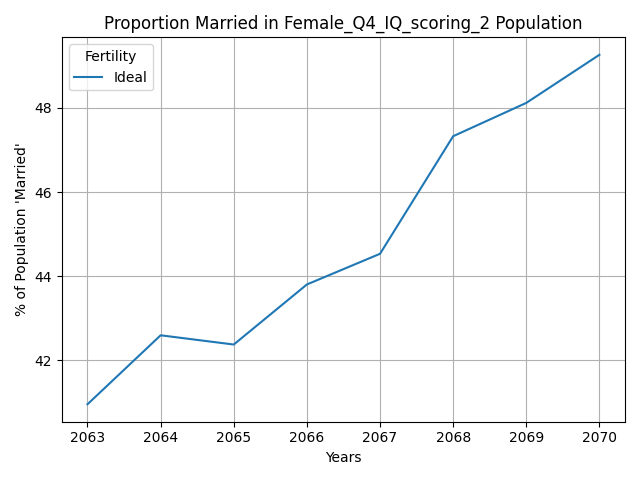 Proportion Married in Female_Q4_IQ_scoring_2 Population
Fertility
Ideal
% of Population 'Married'
48
46
44
42
2063 2064 2065 2066 2067 2068 2069 2070
Years